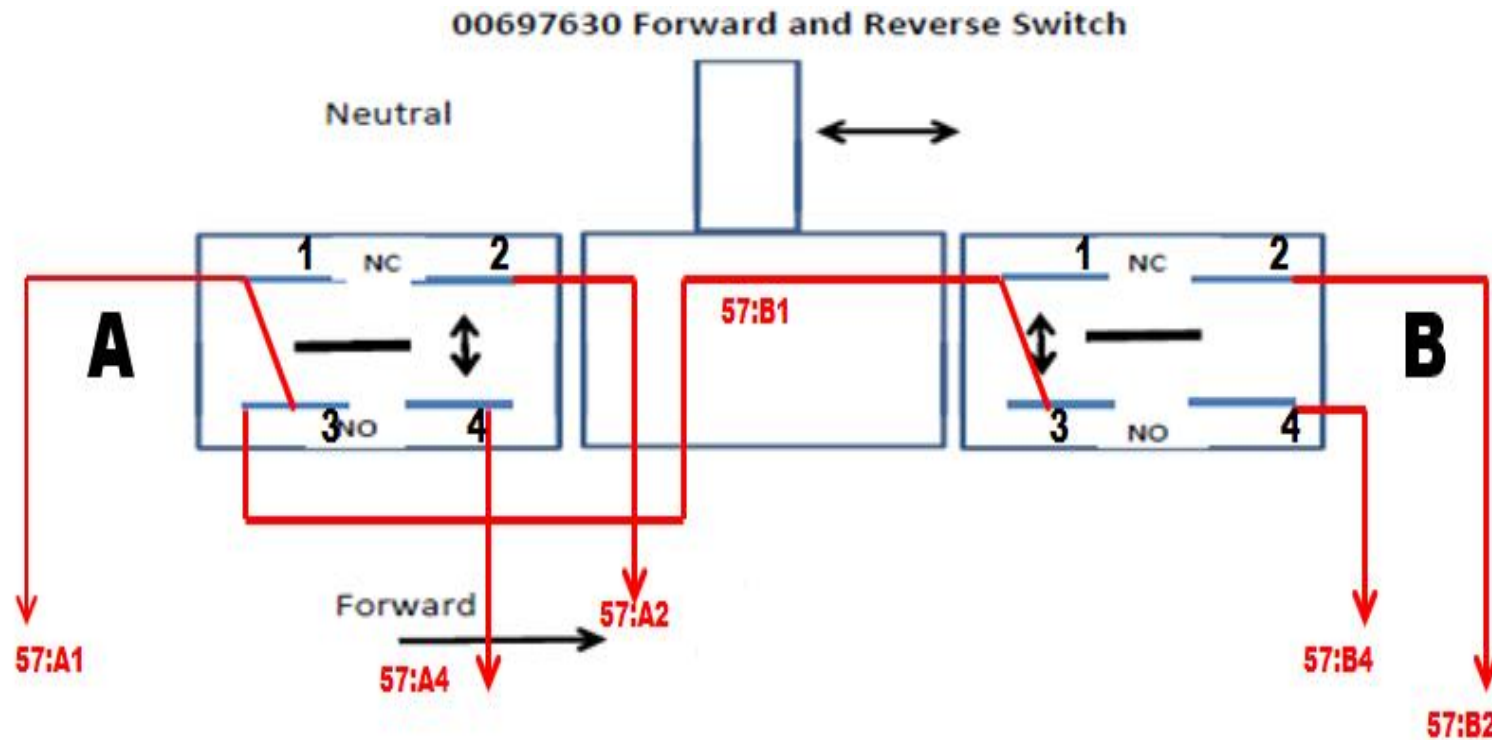 00697630 Forward and Reverse Switch
Neutral
1 NC 2
1 NC 2
57:B1
A
B
3 NO 4
3 NO 4
Forward
57:A2
57:A1
57:A4
57:B4
57:B2